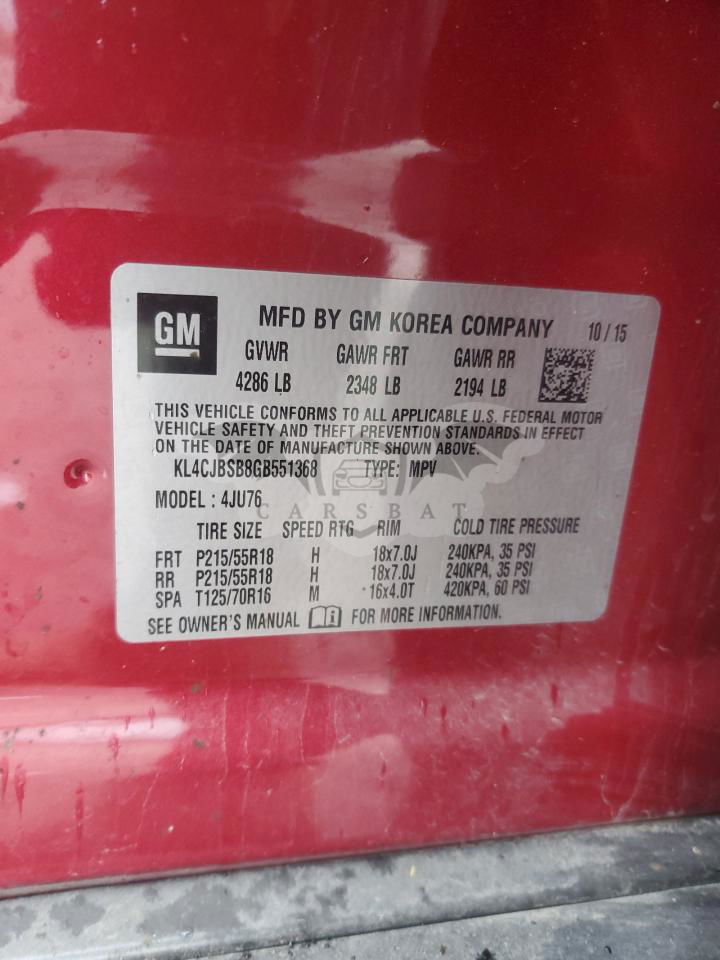 GM
MFD BY GM KOREA COMPANY 10 / 15
GVWR GAWR FRT GAWR RR
4286 LB 2348 LB 2194 LB
THIS VEHICLE CONFORMS TO ALL APPLICABLE U.S. FEDERAL MOTOR
VEHICLE SAFETY AND THEFT PREVENTION STANDARDS IN EFFECT
ON THE DATE OF MANUFACTURE SHOWN ABOVE.
KL4CJBSB8GB551368 TYPE: MPV
MODEL : 4JU76
CARSBAT
TIRE SIZE SPEED RTG RIM COLD TIRE PRESSURE
FRT P215/55R18 H 18x7.0J 240KPA, 35 PSI
RR P215/55R18 H 18x7.0J 240KPA, 35 PSI
SPA T125/70R16 M 16x4.0T 420KPA, 60 PSI
SEE OWNER'S MANUAL FOR MORE INFORMATION.